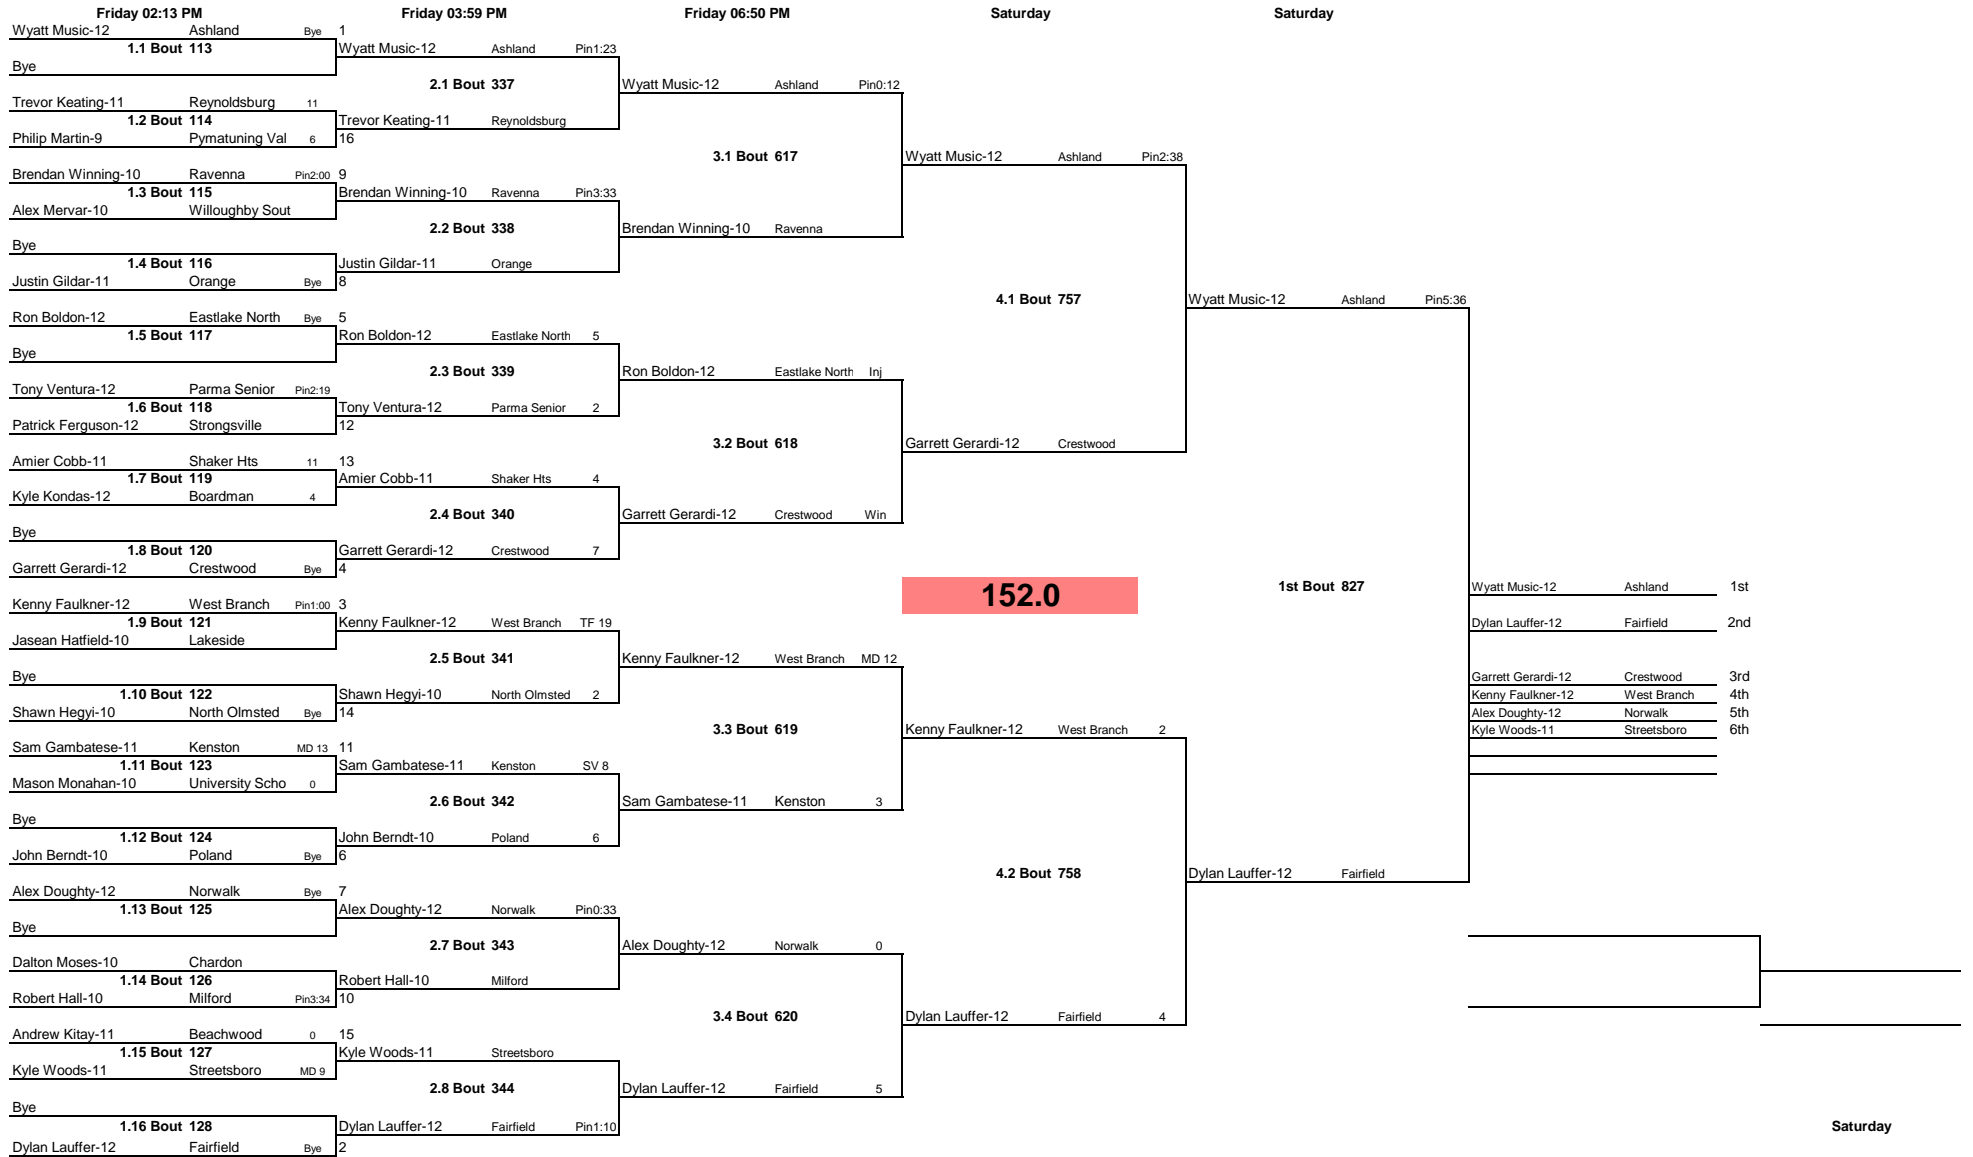 Friday 02:13 PM Friday 03:59 PM Friday 06:50 PM Saturday Saturday
Wyatt Music-12 Ashland Bye 1
1.1 Bout 113
Wyatt Music-12 Ashland Pin1:23
Bye
2.1 Bout 337
Wyatt Music-12 Ashland Pin0:12
Trevor Keating-11 Reynoldsburg 11
1.2 Bout 114
Trevor Keating-11 Reynoldsburg
Philip Martin-9 Pymatuning Val 6 16
3.1 Bout 617
Wyatt Music-12 Ashland Pin2:38
Brendan Winning-10 Ravenna Pin2:00 9
1.3 Bout 115
Brendan Winning-10 Ravenna Pin3:33
Alex Mervar-10 Willoughby Sout
2.2 Bout 338
Brendan Winning-10 Ravenna
Bye
1.4 Bout 116
Justin Gildar-11 Orange
Justin Gildar-11 Orange Bye 8
4.1 Bout 757
Wyatt Music-12 Ashland Pin5:36
Ron Boldon-12 Eastlake North Bye 5
1.5 Bout 117
Ron Boldon-12 Eastlake North 5
Bye
2.3 Bout 339
Ron Boldon-12 Eastlake North Inj
Tony Ventura-12 Parma Senior Pin2:19
1.6 Bout 118
Tony Ventura-12 Parma Senior 2
Patrick Ferguson-12 Strongsville 12
3.2 Bout 618
Garrett Gerardi-12 Crestwood
Amier Cobb-11 Shaker Hts 11 13
1.7 Bout 119
Amier Cobb-11 Shaker Hts 4
Kyle Kondas-12 Boardman 4
2.4 Bout 340
Garrett Gerardi-12 Crestwood Win
Bye
1.8 Bout 120
Garrett Gerardi-12 Crestwood 7
Garrett Gerardi-12 Crestwood Bye 4
152.0
1st Bout 827
Wyatt Music-12 Ashland 1st
Kenny Faulkner-12 West Branch Pin1:00 3
1.9 Bout 121
Kenny Faulkner-12 West Branch TF 19
Dylan Lauffer-12 Fairfield 2nd
Jasean Hatfield-10 Lakeside
2.5 Bout 341
Kenny Faulkner-12 West Branch MD 12
Bye
Garrett Gerardi-12 Crestwood 3rd
1.10 Bout 122
Shawn Hegyi-10 North Olmsted 2
Kenny Faulkner-12 West Branch 4th
Shawn Hegyi-10 North Olmsted Bye 14
Alex Doughty-12 Norwalk 5th
3.3 Bout 619
Kenny Faulkner-12 West Branch 2
Kyle Woods-11 Streetsboro 6th
Sam Gambatese-11 Kenston MD 13 11
1.11 Bout 123
Sam Gambatese-11 Kenston SV 8
Mason Monahan-10 University Scho 0
2.6 Bout 342
Sam Gambatese-11 Kenston 3
Bye
1.12 Bout 124
John Berndt-10 Poland 6
John Berndt-10 Poland Bye 6
4.2 Bout 758
Dylan Lauffer-12 Fairfield
Alex Doughty-12 Norwalk Bye 7
1.13 Bout 125
Alex Doughty-12 Norwalk Pin0:33
Bye
2.7 Bout 343
Alex Doughty-12 Norwalk 0
Dalton Moses-10 Chardon
1.14 Bout 126
Robert Hall-10 Milford
Robert Hall-10 Milford Pin3:34 10
3.4 Bout 620
Dylan Lauffer-12 Fairfield 4
Andrew Kitay-11 Beachwood 0 15
1.15 Bout 127
Kyle Woods-11 Streetsboro
Kyle Woods-11 Streetsboro MD 9
2.8 Bout 344
Dylan Lauffer-12 Fairfield 5
Bye
1.16 Bout 128
Dylan Lauffer-12 Fairfield Pin1:10
Saturday
Dylan Lauffer-12 Fairfield Bye 2